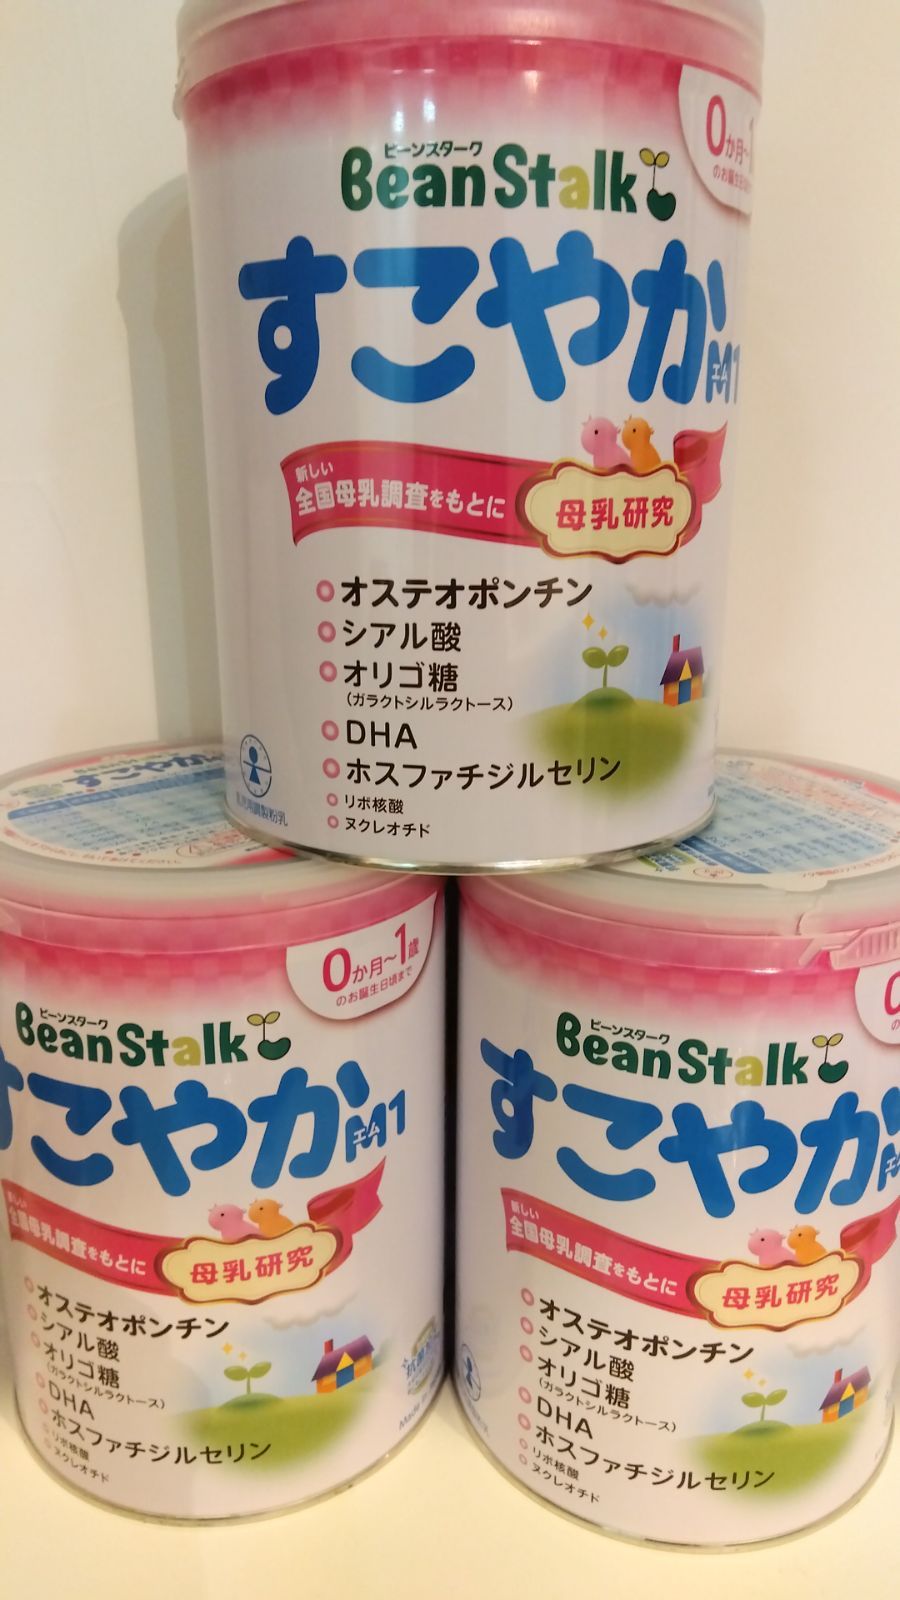 0か月〜1
のお誕生日頃
ビーンスターク
BeanStalk
すこやか
エム
M1
新しい
全国母乳調査をもとに
母乳研究
オステオポンチン
シアル酸
オリゴ糖
(ガラクトシルラクトース)
DHA
ホスファチジルセリン
リボ核酸
ヌクレオチド
すこやか
0か月〜1歳
のお誕生日頃まで
ビーンスターク
BeanStalk
すこやか
エム
M1
新しい
全国母乳調査をもとに
母乳研究
オステオポンチン
シアル酸
オリゴ糖
(ガラクトシルラクトース)
DHA
ホスファチジルセリン
リボ核酸
ヌクレオチド
Made
0
の
ビーンスターク
BeanStalk
すこやか
エム
新しい
全国母乳調査をもとに
母乳研究
オステオポンチン
シアル酸
オリゴ糖
(ガラクトシルラクトース)
DHA
ホスファチジルセリン
リボ核酸
ヌクレオチド